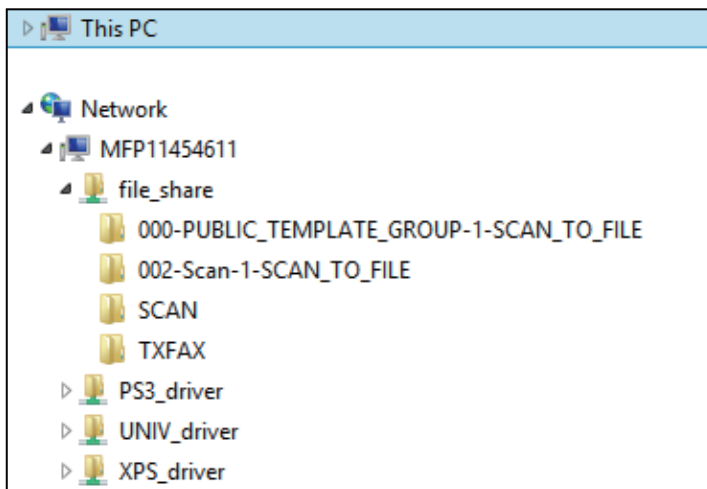 This PC
Network
MFP11454611
file_share
000-PUBLIC_TEMPLATE_GROUP-1-SCAN_TO_FILE
002-Scan-1-SCAN_TO_FILE
SCAN
TXFAX
PS3_driver
UNIV_driver
XPS_driver